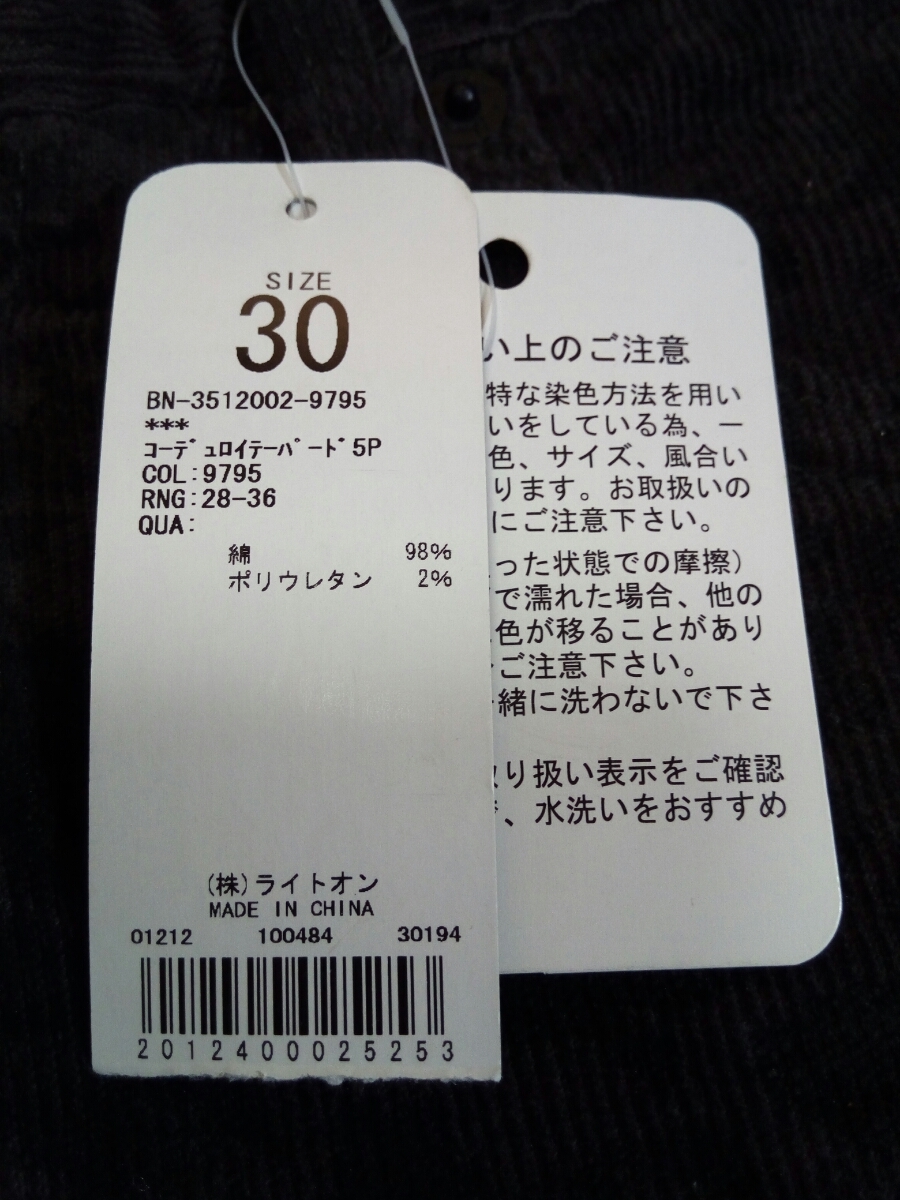 SIZE
30
BN-3512002-9795
***
コーデュロイテーパード5P
COL:9795
RNG:28-36
QUA:
綿 98%
ポリウレタン 2%
(株)ライトオン
MADE IN CHINA
01212 100484 30194
2012400025253
い上のご注意
特な染色方法を用い
いをしている為、一
色、サイズ、風合い
ります。お取扱いの
にご注意下さい。
った状態での摩擦)
で濡れた場合、他の
色が移ることがあり
ご注意下さい。
緒に洗わないで下さ
り扱い表示をご確認
、水洗いをおすすめ